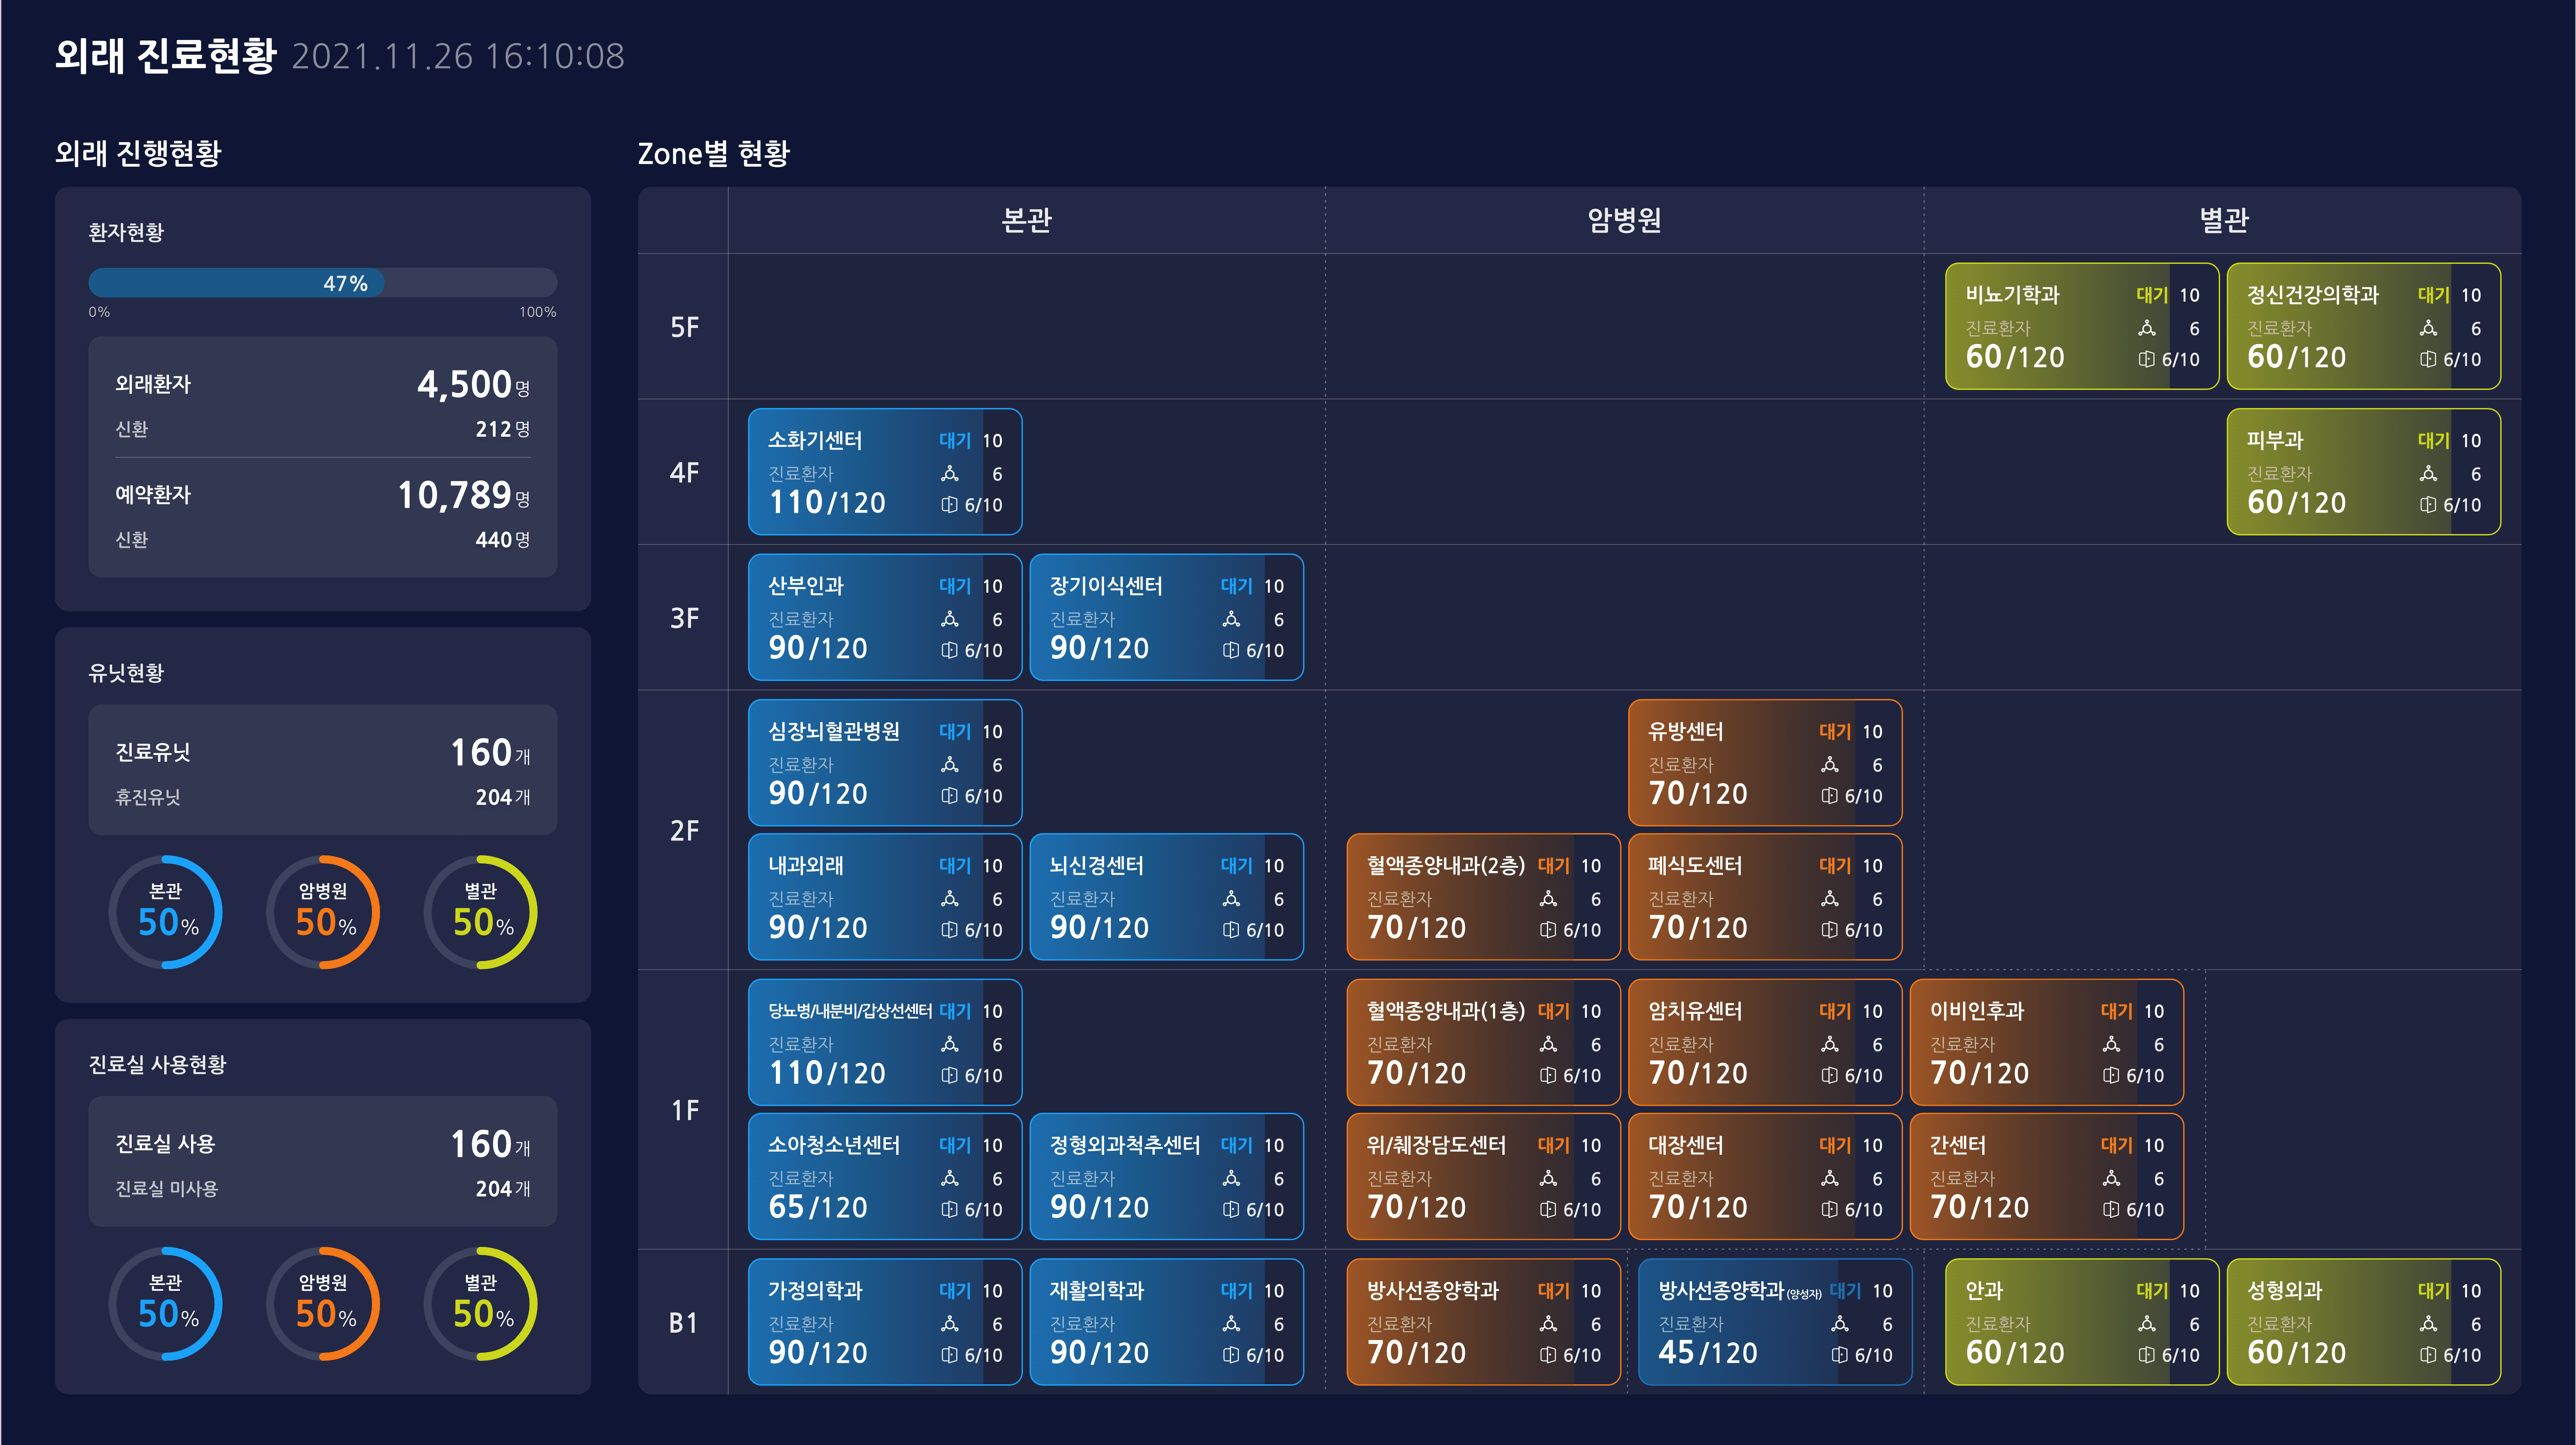 외래 진료현황 2021.11.26 16:10:08
외래 진행현황
환자현황
47%
0% 100%
외래환자 4,500명
신환 212명
예약환자 10,789명
신환 440명
유닛현황
진료유닛 160개
휴진유닛 204개
본관 암병원 별관
50% 50% 50%
진료실 사용현황
진료실 사용 160개
진료실 미사용 204개
본관 암병원 별관
50% 50% 50%
Zone별 현황
본관 암병원 별관
5F
비뇨기학과 대기 10
진료환자 6
60/120 6/10
정신건강의학과 대기 10
진료환자 6
60/120 6/10
4F
소화기센터 대기 10
진료환자 6
110/120 6/10
피부과 대기 10
진료환자 6
60/120 6/10
3F
산부인과 대기 10
진료환자 6
90/120 6/10
장기이식센터 대기 10
진료환자 6
90/120 6/10
2F
심장뇌혈관병원 대기 10
진료환자 6
90/120 6/10
유방센터 대기 10
진료환자 6
70/120 6/10
내과외래 대기 10
진료환자 6
90/120 6/10
뇌신경센터 대기 10
진료환자 6
90/120 6/10
혈액종양내과(2층) 대기 10
진료환자 6
70/120 6/10
폐식도센터 대기 10
진료환자 6
70/120 6/10
1F
당뇨병/내분비/갑상선센터 대기 10
진료환자 6
110/120 6/10
혈액종양내과(1층) 대기 10
진료환자 6
70/120 6/10
암치유센터 대기 10
진료환자 6
70/120 6/10
이비인후과 대기 10
진료환자 6
70/120 6/10
소아청소년센터 대기 10
진료환자 6
65/120 6/10
정형외과척추센터 대기 10
진료환자 6
90/120 6/10
위/췌장담도센터 대기 10
진료환자 6
70/120 6/10
대장센터 대기 10
진료환자 6
70/120 6/10
간센터 대기 10
진료환자 6
70/120 6/10
B1
가정의학과 대기 10
진료환자 6
90/120 6/10
재활의학과 대기 10
진료환자 6
90/120 6/10
방사선종양학과 대기 10
진료환자 6
70/120 6/10
방사선종양학과(양성자) 대기 10
진료환자 6
45/120 6/10
안과 대기 10
진료환자 6
60/120 6/10
성형외과 대기 10
진료환자 6
60/120 6/10